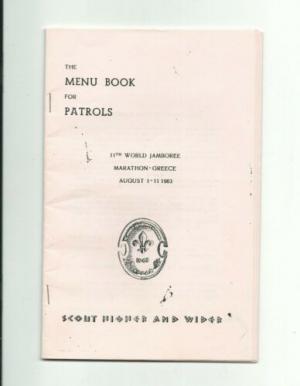 THE
MENU BOOK
FOR
PATROLS
11TH WORLD JAMBOREE
MARATHON-GREECE
AUGUST 1-11 1963
1963
SCOUT HIGHER AND WIDER